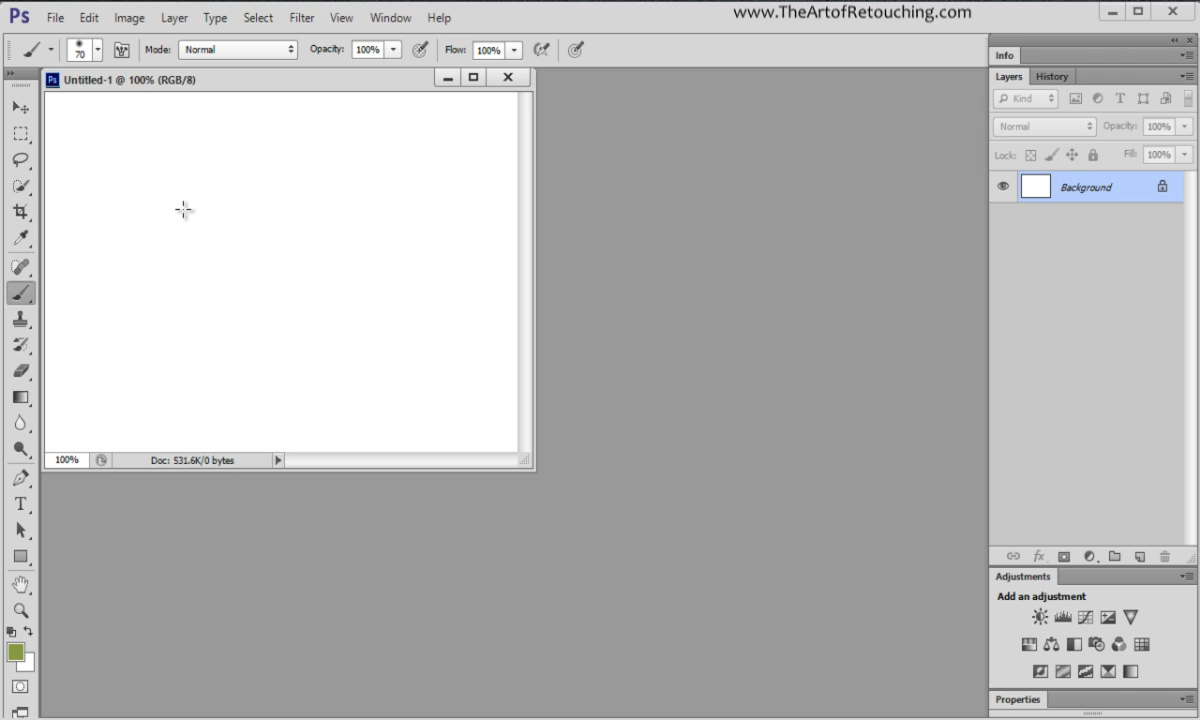 www.TheArtofRetouching.com
Ps File Edit Image Layer Type Select Filter View Window Help
70 Mode: Normal Opacity: 100% Flow: 100%
Info
Ps Untitled-1 @ 100% (RGB/8)
Layers History
Kind T
Normal Opacity: 100%
Lock: Fill: 100%
Background
100% Doc: 531.6K/0 bytes
T
fx
Adjustments
Add an adjustment
Properties